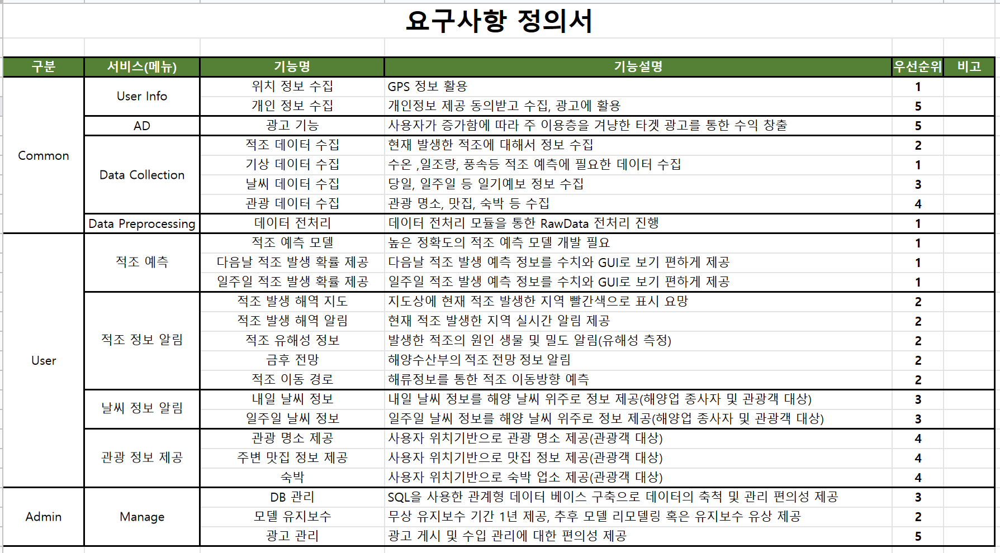 요구사항 정의서
구분 서비스(메뉴) 기능명 기능설명 우선순위 비고
Common User Info 위치 정보 수집 GPS 정보 활용 1
개인 정보 수집 개인정보 제공 동의받고 수집, 광고에 활용 5
AD 광고 기능 사용자가 증가함에 따라 주 이용층을 겨냥한 타겟 광고를 통한 수익 창출 5
Data Collection 적조 데이터 수집 현재 발생한 적조에 대해서 정보 수집 2
기상 데이터 수집 수온 ,일조량, 풍속등 적조 예측에 필요한 데이터 수집 1
날씨 데이터 수집 당일, 일주일 등 일기예보 정보 수집 3
관광 데이터 수집 관광 명소, 맛집, 숙박 등 수집 4
Data Preprocessing 데이터 전처리 데이터 전처리 모듈을 통한 RawData 전처리 진행 1
User 적조 예측 적조 예측 모델 높은 정확도의 적조 예측 모델 개발 필요 1
다음날 적조 발생 확률 제공 다음날 적조 발생 예측 정보를 수치와 GUI로 보기 편하게 제공 1
일주일 적조 발생 확률 제공 일주일 적조 발생 예측 정보를 수치와 GUI로 보기 편하게 제공 1
적조 정보 알림 적조 발생 해역 지도 지도상에 현재 적조 발생한 지역 빨간색으로 표시 요망 2
적조 발생 해역 알림 현재 적조 발생한 지역 실시간 알림 제공 2
적조 유해성 정보 발생한 적조의 원인 생물 및 밀도 알림(유해성 측정) 2
금후 전망 해양수산부의 적조 전망 정보 알림 2
적조 이동 경로 해류정보를 통한 적조 이동방향 예측 2
날씨 정보 알림 내일 날씨 정보 내일 날씨 정보를 해양 날씨 위주로 정보 제공(해양업 종사자 및 관광객 대상) 3
일주일 날씨 정보 일주일 날씨 정보를 해양 날씨 위주로 정보 제공(해양업 종사자 및 관광객 대상) 3
관광 정보 제공 관광 명소 제공 사용자 위치기반으로 관광 명소 제공(관광객 대상) 4
주변 맛집 정보 제공 사용자 위치기반으로 맛집 정보 제공(관광객 대상) 4
숙박 사용자 위치기반으로 숙박 업소 제공(관광객 대상) 4
Admin Manage DB 관리 SQL을 사용한 관계형 데이터 베이스 구축으로 데이터의 축척 및 관리 편의성 제공 3
모델 유지보수 무상 유지보수 기간 1년 제공, 추후 모델 리모델링 혹은 유지보수 유상 제공 2
광고 관리 광고 게시 및 수입 관리에 대한 편의성 제공 5